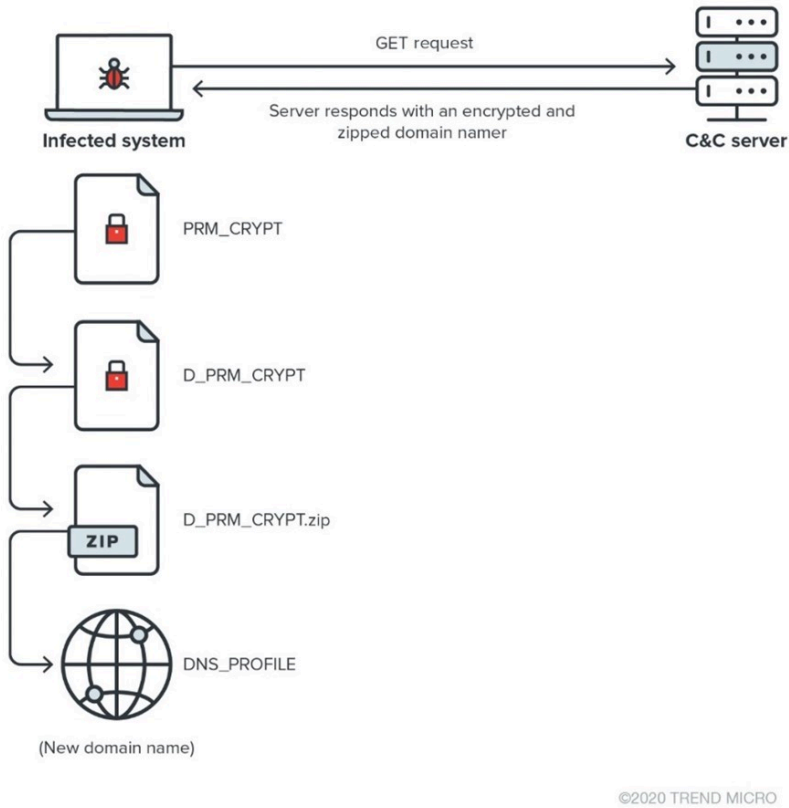 GET request
Server responds with an encrypted and
zipped domain namer
Infected system
C&C server
PRM_CRYPT
D_PRM_CRYPT
D_PRM_CRYPT.zip
ZIP
DNS_PROFILE
(New domain name)
©2020 TREND MICRO